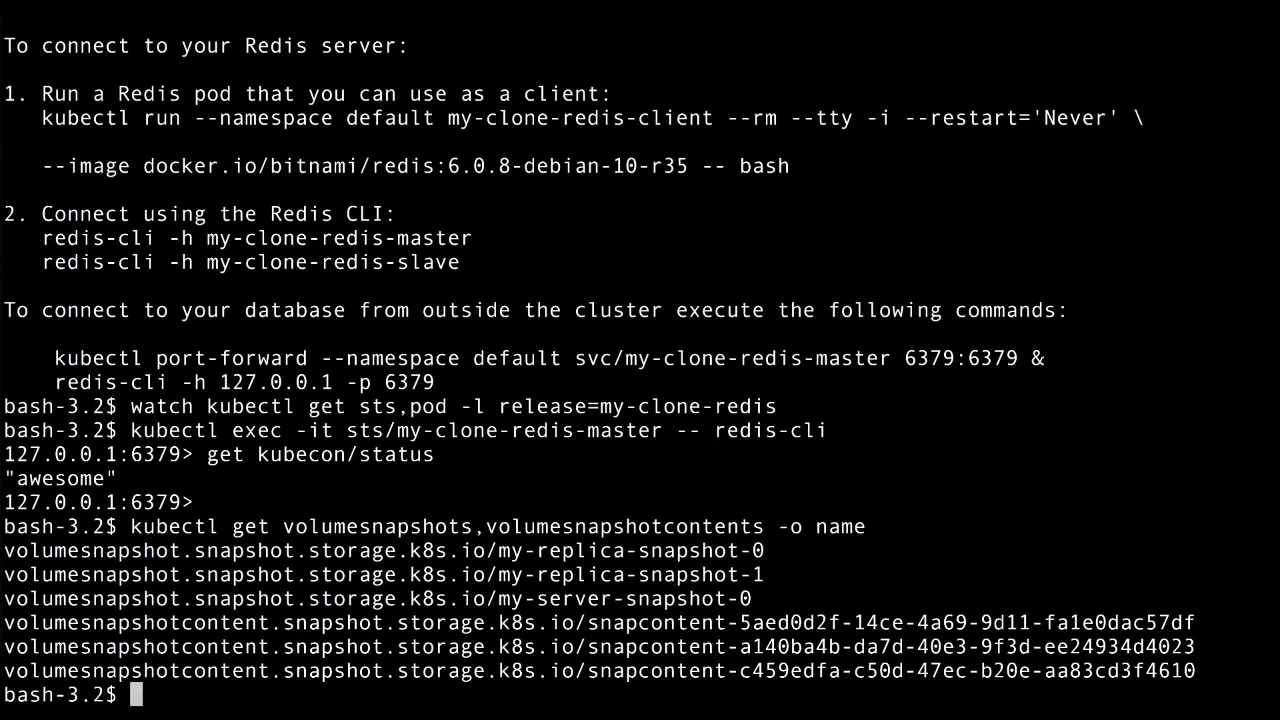 To connect to your Redis server:
1. Run a Redis pod that you can use as a client:
kubectl run --namespace default my-clone-redis-client --rm --tty -i --restart='Never' \
--image docker.io/bitnami/redis:6.0.8-debian-10-r35 -- bash
2. Connect using the Redis CLI:
redis-cli -h my-clone-redis-master
redis-cli -h my-clone-redis-slave
To connect to your database from outside the cluster execute the following commands:
kubectl port-forward --namespace default svc/my-clone-redis-master 6379:6379 &
redis-cli -h 127.0.0.1 -p 6379
bash-3.2$ watch kubectl get sts,pod -l release=my-clone-redis
bash-3.2$ kubectl exec -it sts/my-clone-redis-master -- redis-cli
127.0.0.1:6379> get kubecon/status
"awesome"
127.0.0.1:6379>
bash-3.2$ kubectl get volumesnapshots,volumesnapshotcontents -o name
volumesnapshot.snapshot.storage.k8s.io/my-replica-snapshot-0
volumesnapshot.snapshot.storage.k8s.io/my-replica-snapshot-1
volumesnapshot.snapshot.storage.k8s.io/my-server-snapshot-0
volumesnapshotcontent.snapshot.storage.k8s.io/snapcontent-5aed0d2f-14ce-4a69-9d11-fa1e0dac57df
volumesnapshotcontent.snapshot.storage.k8s.io/snapcontent-a140ba4b-da7d-40e3-9f3d-ee24934d4023
volumesnapshotcontent.snapshot.storage.k8s.io/snapcontent-c459edfa-c50d-47ec-b20e-aa83cd3f4610
bash-3.2$